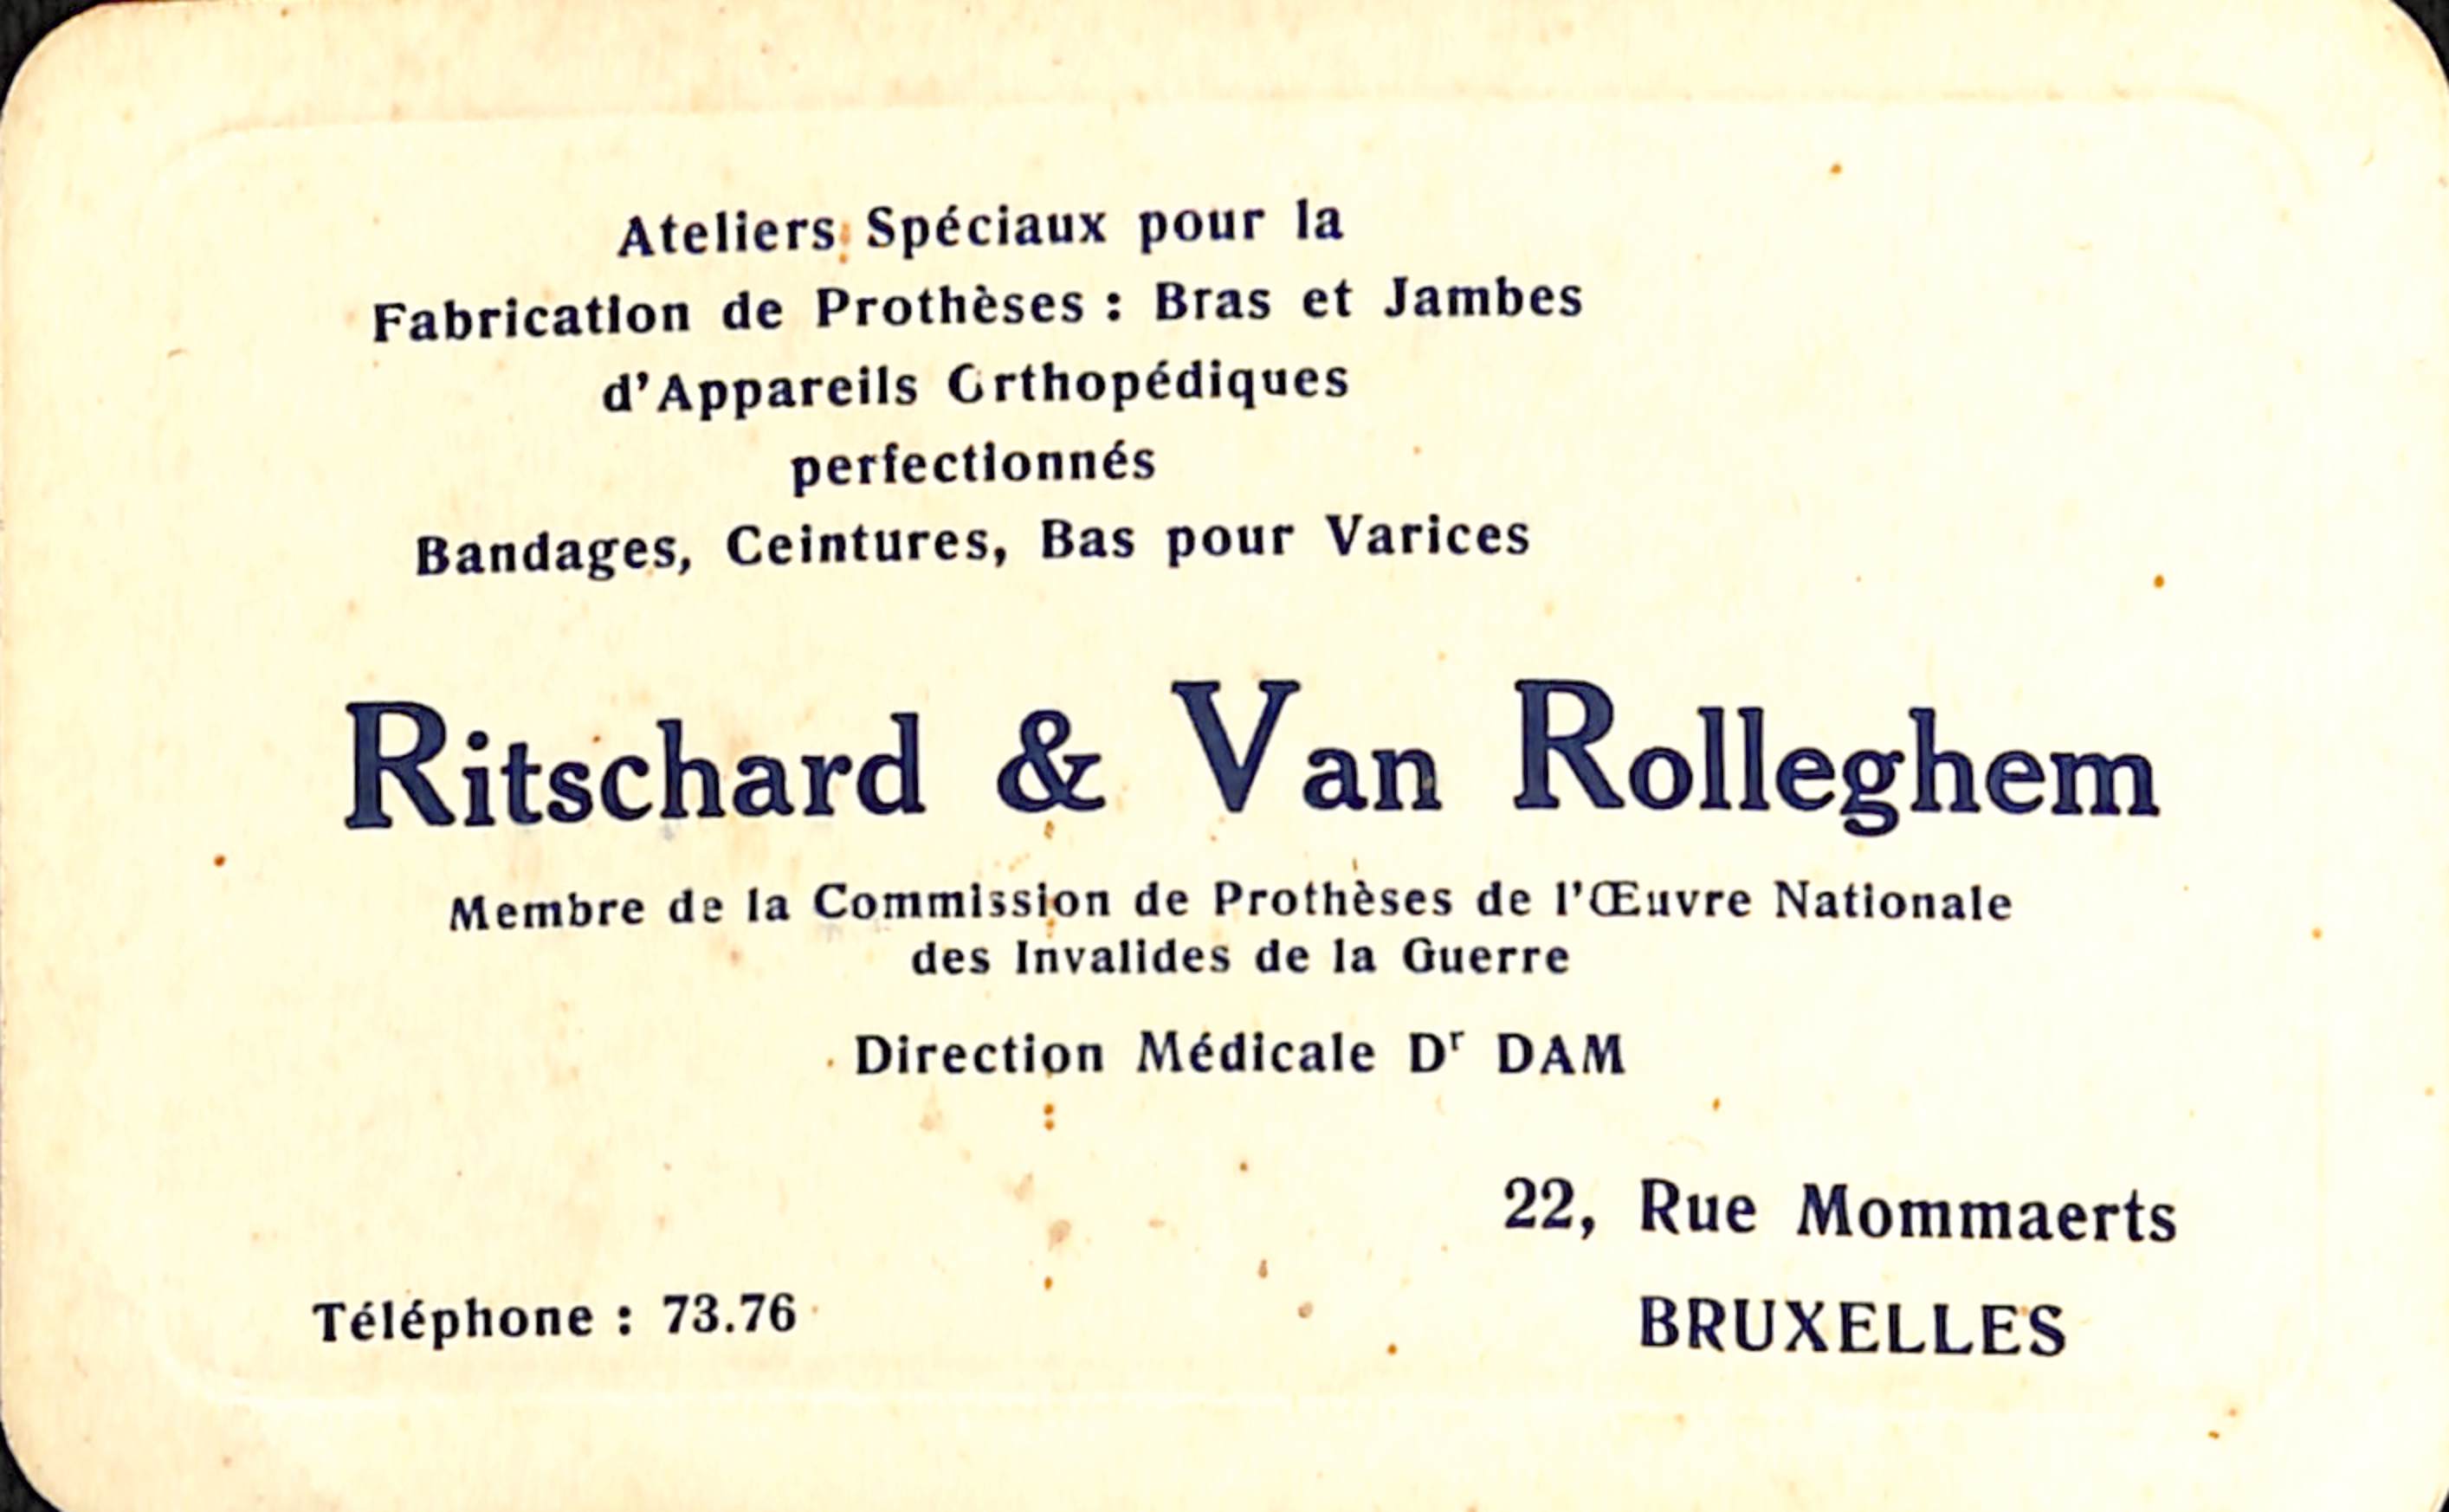 Ateliers Spéciaux pour la
Fabrication de Prothèses : Bras et Jambes
d'Appareils Orthopédiques
perfectionnés
Bandages, Ceintures, Bas pour Varices
Ritschard & Van Rolleghem
Membre de la Commission de Prothèses de l'Œuvre Nationale
des Invalides de la Guerre
Direction Médicale Dʳ DAM
22, Rue Mommaerts
Téléphone : 73.76
BRUXELLES